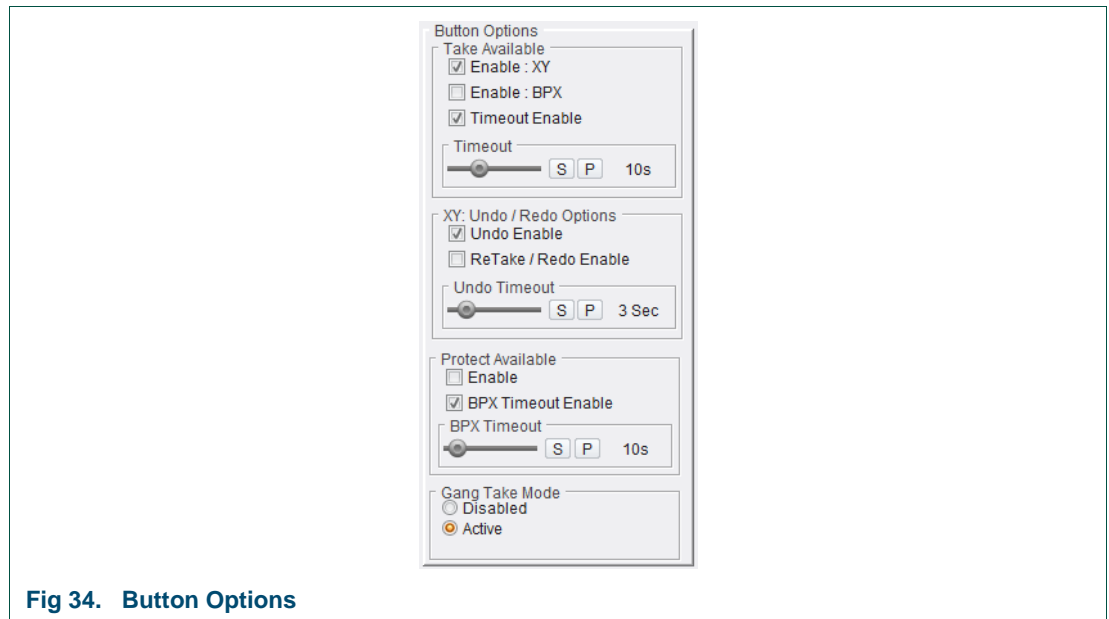 Button Options
Take Available
Enable : XY
Enable : BPX
Timeout Enable
Timeout
S P 10s
XY: Undo / Redo Options
Undo Enable
ReTake / Redo Enable
Undo Timeout
S P 3 Sec
Protect Available
Enable
BPX Timeout Enable
BPX Timeout
S P 10s
Gang Take Mode
Disabled
Active
Fig 34. Button Options